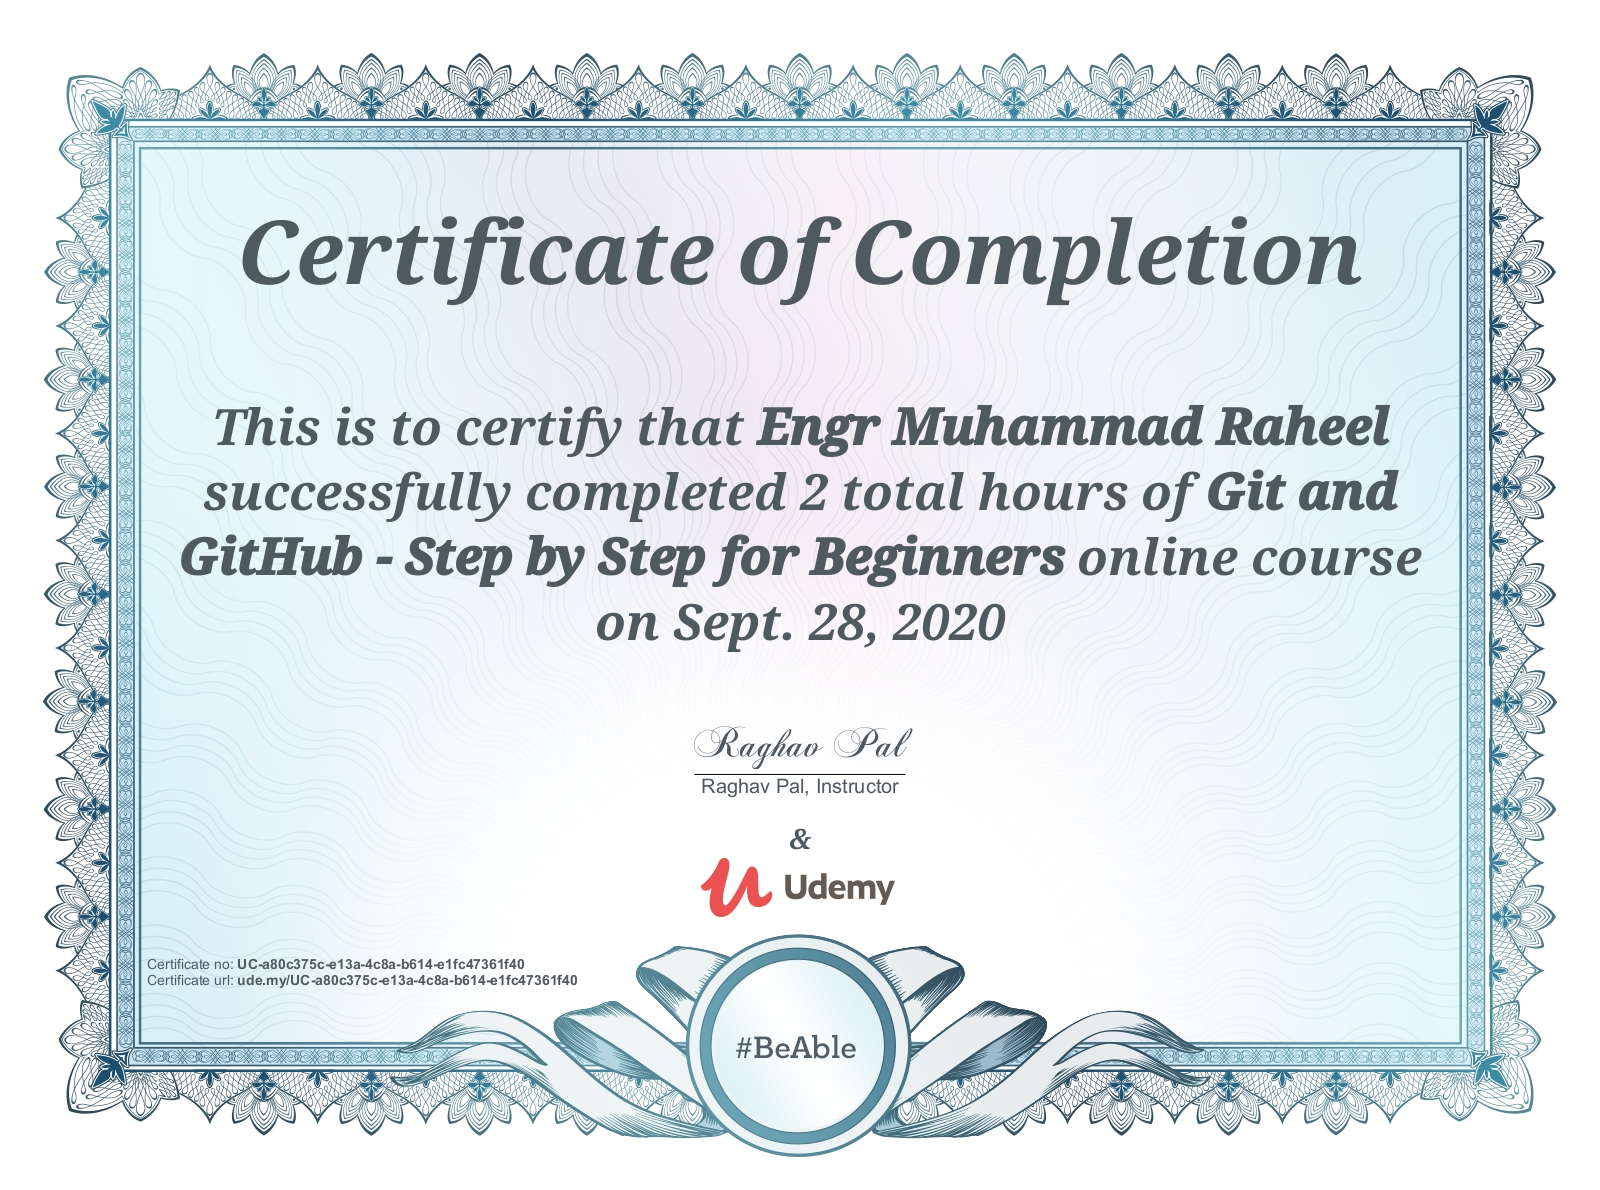 Certificate of Completion
This is to certify that Engr Muhammad Raheel
successfully completed 2 total hours of Git and
GitHub - Step by Step for Beginners online course
on Sept. 28, 2020
Raghav Pal
Raghav Pal, Instructor
&
Udemy
Certificate no: UC-a80c375c-e13a-4c8a-b614-e1fc47361f40
Certificate url: ude.my/UC-a80c375c-e13a-4c8a-b614-e1fc47361f40
#BeAble